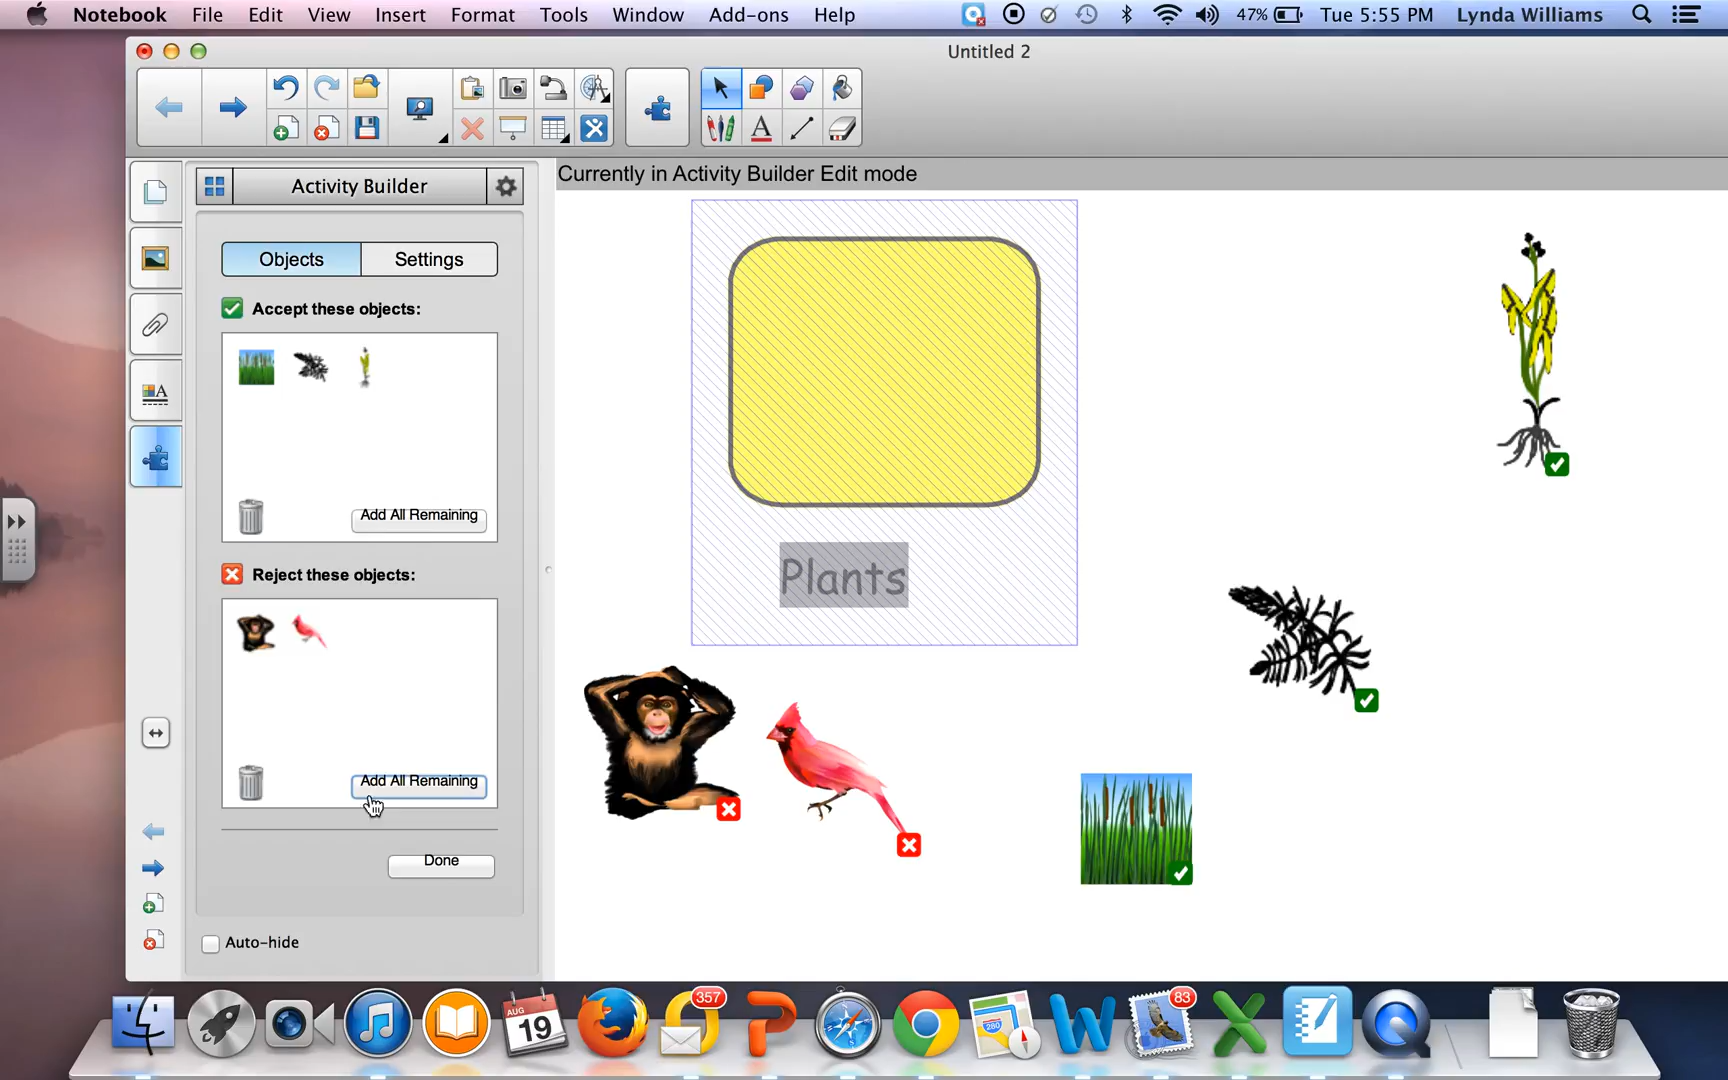 Notebook File Edit View Insert Format Tools Window Add-ons Help 47% Tue 5:55 PM Lynda Williams
Untitled 2
Activity Builder
Currently in Activity Builder Edit mode
Objects Settings
Accept these objects:
Add All Remaining
Plants
Reject these objects:
Add All Remaining
Done
Auto-hide
AUG
19
357
280
83